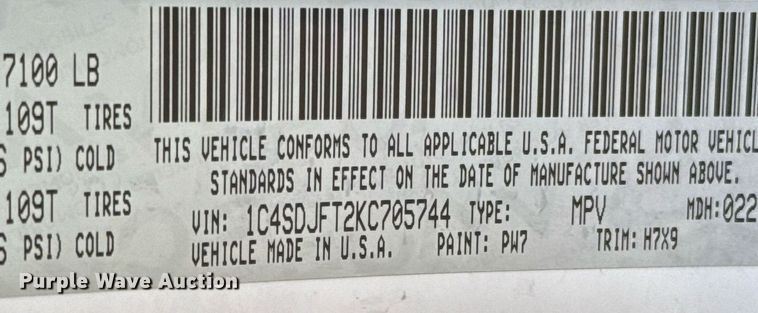 7100 LB
109T TIRES
PSI) COLD
109T TIRES
PSI) COLD
THIS VEHICLE CONFORMS TO ALL APPLICABLE U.S.A. FEDERAL MOTOR VEHICL
STANDARDS IN EFFECT ON THE DATE OF MANUFACTURE SHOWN ABOVE.
VIN: 1C4SDJFT2KC705744 TYPE: MPV MDH:022
VEHICLE MADE IN U.S.A. PAINT: PW7 TRIM: H7X9
Purple Wave Auction